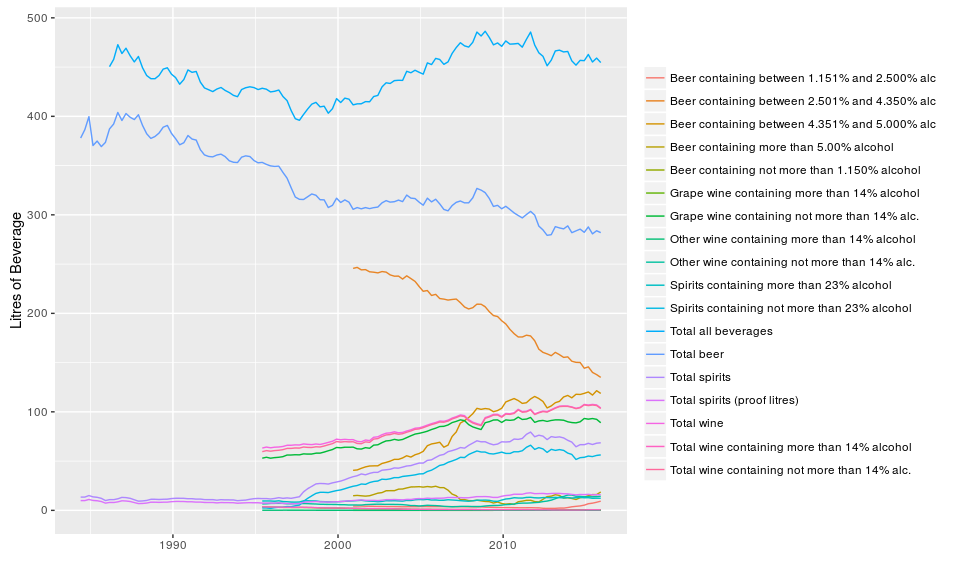 500
400
300
200
100
0
Litres of Beverage
1990
2000
2010
Beer containing between 1.151% and 2.500% alc
Beer containing between 2.501% and 4.350% alc
Beer containing between 4.351% and 5.000% alc
Beer containing more than 5.00% alcohol
Beer containing not more than 1.150% alcohol
Grape wine containing more than 14% alcohol
Grape wine containing not more than 14% alc.
Other wine containing more than 14% alcohol
Other wine containing not more than 14% alc.
Spirits containing more than 23% alcohol
Spirits containing not more than 23% alcohol
Total all beverages
Total beer
Total spirits
Total spirits (proof litres)
Total wine
Total wine containing more than 14% alcohol
Total wine containing not more than 14% alc.